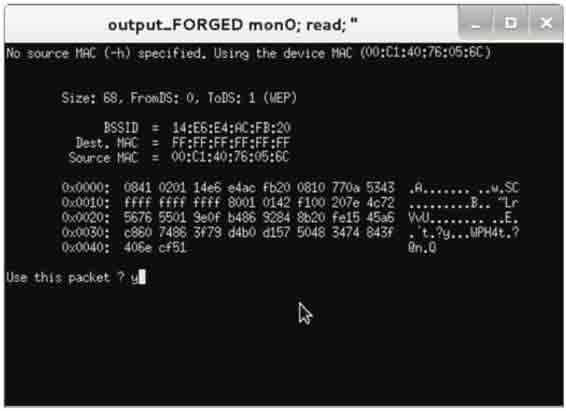 output_FORGED mon0; read; "
No source MAC (-h) specified. Using the device MAC (00:C1:40:76:05:6C)
Size: 68, FromDS: 0, ToDS: 1 (WEP)
BSSID = 14:E6:E4:AC:FB:20
Dest. MAC = FF:FF:FF:FF:FF:FF
Source MAC = 00:C1:40:76:05:6C
0x0000: 0841 0201 14e6 e4ac fb20 0810 770a 5343 .A....... ..w.SC
0x0010: ffff ffff ffff 8001 0142 f100 207e 4c72 .........B.. ~Lr
0x0020: 5676 5501 9e0f b486 9284 8b20 fe15 45a6 VvU........ ..E.
0x0030: c860 7486 3f79 d4b0 d157 5048 3474 843f .`t.?y...WPH4t.?
0x0040: 406e cf51 @n.Q
Use this packet ? y